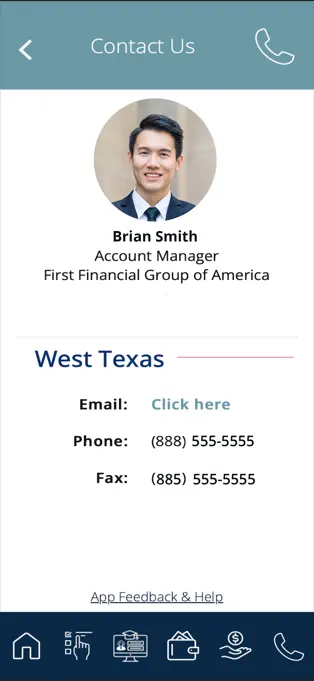 Contact Us
Brian Smith
Account Manager
First Financial Group of America
West Texas
Email: Click here
Phone: (888) 555-5555
Fax: (885) 555-5555
App Feedback & Help